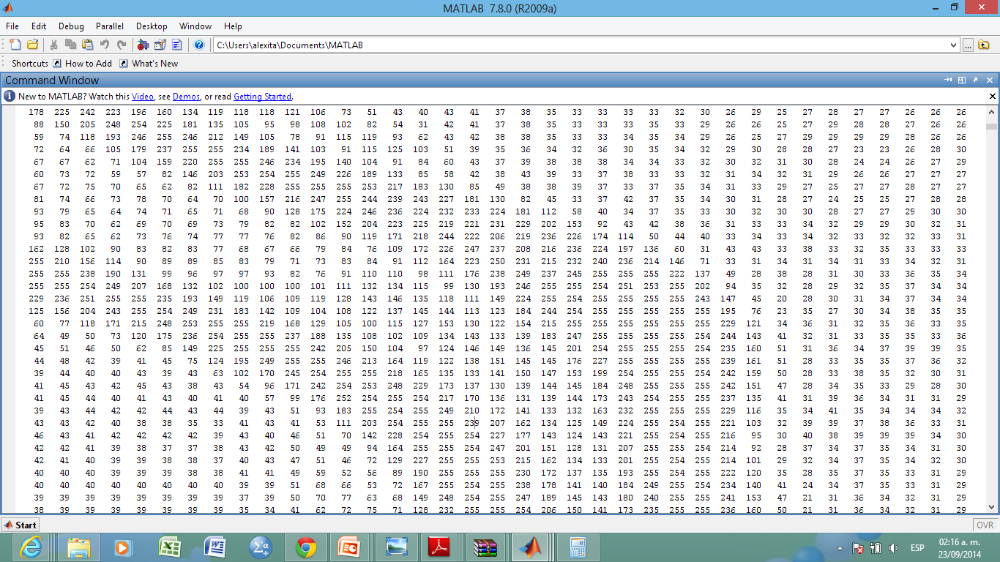 MATLAB 7.8.0 (R2009a)
File Edit Debug Parallel Desktop Window Help
C:\Users\alexita\Documents\MATLAB
...
Shortcuts How to Add What's New
Command Window
New to MATLAB? Watch this Video, see Demos, or read Getting Started.
178 225 242 223 196 160 134 119 118 118 121 106 73 51 43 40 43 41 37 38 35 33 33 33 33 32 30 26 29 25 27 28 27 27 26 26 26
88 150 205 248 254 225 181 135 105 95 98 108 102 82 54 31 42 41 37 38 35 33 33 33 35 33 29 26 26 25 27 29 28 27 26 26 26
59 74 118 193 246 255 246 212 149 105 78 91 115 119 93 62 43 42 38 38 35 33 33 33 34 35 34 29 26 25 27 29 29 29 28 26 26
72 64 66 105 179 237 255 255 234 189 141 103 91 115 125 103 51 39 35 36 34 32 36 30 35 34 32 29 30 28 28 27 23 23 26 28 30
67 67 62 71 104 159 220 255 255 246 234 195 140 104 91 84 60 43 37 39 38 38 38 34 34 33 32 30 32 31 30 28 24 24 26 27 29
60 73 72 59 57 82 146 203 253 254 255 249 226 189 133 85 58 42 38 43 39 33 37 38 33 33 32 31 34 32 31 29 26 26 27 27 27
67 72 75 70 65 62 82 111 182 228 255 255 255 253 217 183 130 85 49 38 38 39 37 33 37 35 34 31 33 29 27 25 27 27 28 27 27
81 74 66 73 78 70 64 70 100 157 216 247 255 244 239 243 227 181 130 82 45 33 37 42 37 35 34 30 31 28 27 24 25 25 27 28 28
93 79 65 64 74 71 65 71 68 90 128 175 224 246 236 224 232 233 224 181 112 58 40 34 37 35 33 30 32 30 30 28 27 27 29 30 30
95 83 70 62 69 70 69 73 79 82 82 102 152 204 223 225 219 221 231 229 202 153 92 43 42 38 36 31 33 33 34 32 29 29 30 32 31
93 82 65 62 73 76 74 77 77 76 82 86 90 119 171 218 244 222 206 219 236 226 174 114 50 44 40 33 34 33 34 32 33 32 32 33 31
162 128 102 90 83 82 83 77 68 67 66 79 84 76 109 172 226 247 237 208 216 236 224 197 136 60 31 43 43 33 38 33 32 35 33 33 33
255 210 156 114 90 89 89 85 83 79 71 73 83 84 91 112 164 223 250 231 215 232 240 236 214 146 71 33 31 34 31 34 31 33 34 32 31
255 255 238 190 131 99 96 97 97 93 82 76 91 110 110 98 111 176 238 249 237 245 255 255 253 222 137 49 28 38 28 31 30 33 36 35 34
255 255 254 249 207 168 132 102 100 100 100 101 111 132 134 115 99 130 193 246 255 255 254 251 253 255 202 94 35 32 28 29 32 35 37 34 34
229 236 251 255 255 235 193 149 119 106 109 119 128 143 146 135 118 111 149 224 255 254 255 255 255 255 243 147 45 20 28 30 31 34 37 34 34
125 156 204 243 255 254 249 231 183 142 109 104 108 122 137 145 144 113 123 184 244 254 255 255 255 255 255 195 76 23 35 27 30 34 38 35 35
60 77 118 171 215 248 253 255 255 219 168 129 105 100 115 127 153 130 122 154 215 255 255 255 255 255 255 229 121 34 36 31 32 35 36 33 35
64 49 50 73 120 175 236 254 255 255 237 188 135 108 102 109 134 143 133 139 183 247 255 255 255 255 254 244 143 41 32 31 33 35 35 33 36
45 51 46 50 62 85 149 225 255 255 255 242 205 150 104 97 124 146 149 136 145 201 254 255 255 255 254 235 160 51 31 36 34 37 39 39 35
44 48 42 39 41 45 75 124 195 249 255 255 246 213 164 119 122 138 151 145 145 176 227 255 255 255 255 239 161 51 28 33 35 35 37 36 32
39 44 40 40 43 39 43 63 102 170 245 254 255 255 218 165 135 133 141 150 147 153 199 254 255 255 254 242 159 50 28 33 38 35 32 30 31
41 45 43 42 45 43 38 43 54 96 171 242 254 253 248 229 173 137 130 139 144 145 184 248 255 255 255 242 151 47 28 34 35 33 29 28 30
41 45 44 40 41 43 40 41 40 57 99 176 252 254 255 254 217 170 136 131 139 144 173 243 254 255 255 237 135 41 31 39 36 34 31 31 29
39 43 44 42 42 44 43 44 39 43 51 93 183 255 254 255 249 210 172 141 133 132 163 232 255 255 255 229 116 35 34 41 35 34 34 34 32
43 43 42 40 38 38 35 33 41 43 41 53 111 203 254 255 255 239 207 162 134 125 149 224 255 254 255 221 103 32 39 39 37 38 36 33 31
46 43 41 42 42 42 42 39 43 40 46 51 70 142 228 254 255 254 227 177 143 124 143 221 255 254 255 216 95 30 40 38 39 39 39 34 30
42 42 41 39 38 37 37 38 43 42 50 49 49 94 164 255 255 254 247 201 151 128 131 207 255 255 254 214 92 28 37 34 37 35 34 31 30
42 41 40 39 39 38 38 37 40 43 47 51 46 72 129 227 255 255 253 215 162 134 133 201 255 254 255 214 101 29 32 34 37 35 34 32 30
40 40 40 39 39 39 38 38 41 41 49 59 52 56 89 190 255 255 255 230 172 137 135 193 255 254 255 222 120 35 28 35 37 35 33 31 29
40 40 40 40 40 40 40 40 39 39 51 68 66 53 72 167 255 254 255 238 178 141 140 184 249 255 254 234 140 41 24 34 37 35 33 31 29
39 39 39 39 39 39 39 39 37 39 50 70 77 63 68 149 248 254 255 247 189 145 143 180 240 255 255 241 153 47 21 31 36 34 32 31 29
38 39 39 39 39 39 39 39 35 34 41 62 72 75 71 128 232 255 255 254 206 150 141 173 235 255 255 236 160 50 21 31 36 34 32 31 29
Start
OVR
ESP
02:16 a. m.
23/09/2014